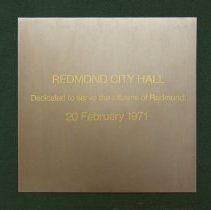 REDMOND CITY HALL
Dedicated to serve the citizens of Redmond.
20 February 1971